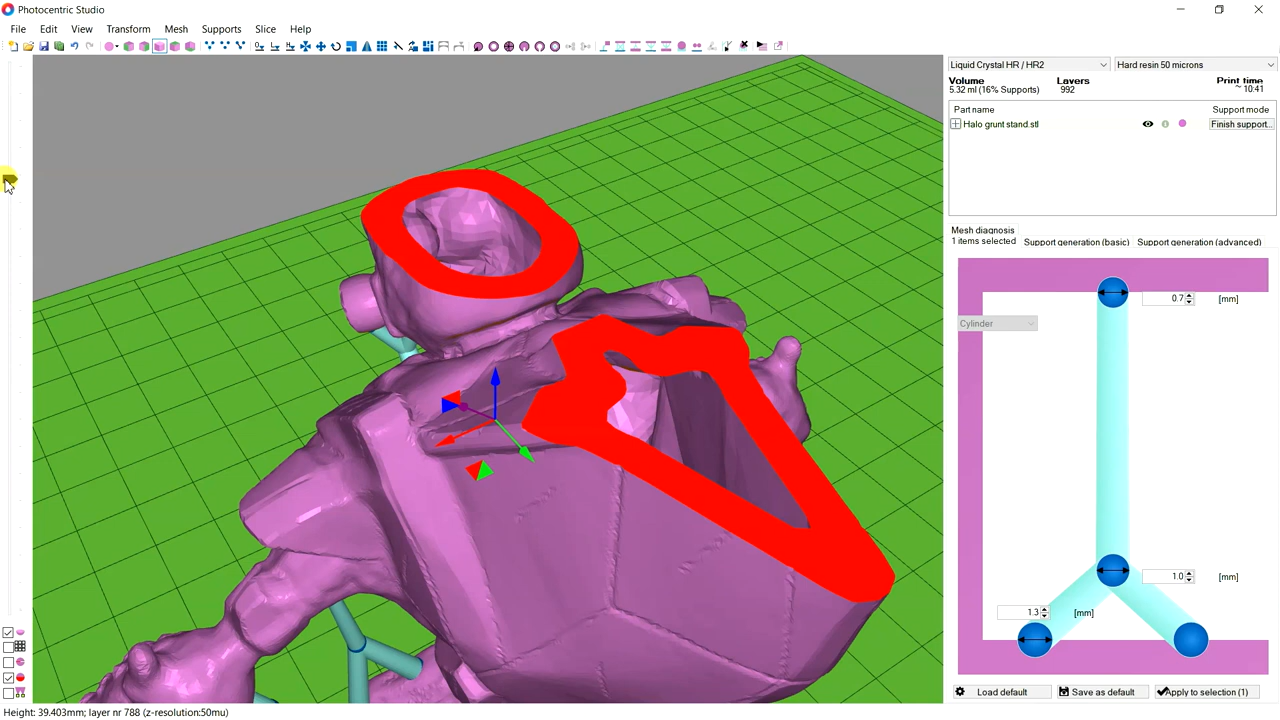 Photocentric Studio
File Edit View Transform Mesh Supports Slice Help
Liquid Crystal HR / HR2 Hard resin 50 microns
Volume Layers Print time
5.32 ml (16% Supports) 992 ~ 10:41
Part name Support mode
Halo grunt stand.stl Finish support...
Mesh diagnosis
1 items selected Support generation (basic) Support generation (advanced)
0.7 [mm]
Cylinder
1.0 [mm]
1.3 [mm]
Load default Save as default Apply to selection (1)
Height: 39.403mm; layer nr 788 (z-resolution:50mu)